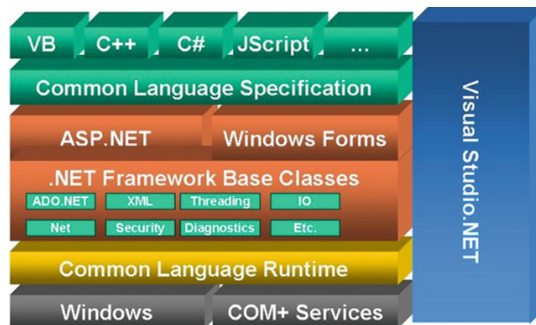 VB C++ C# JScript ...
Common Language Specification
ASP.NET Windows Forms
.NET Framework Base Classes
ADO.NET XML Threading IO
Net Security Diagnostics Etc.
Common Language Runtime
Windows COM+ Services
Visual Studio.NET